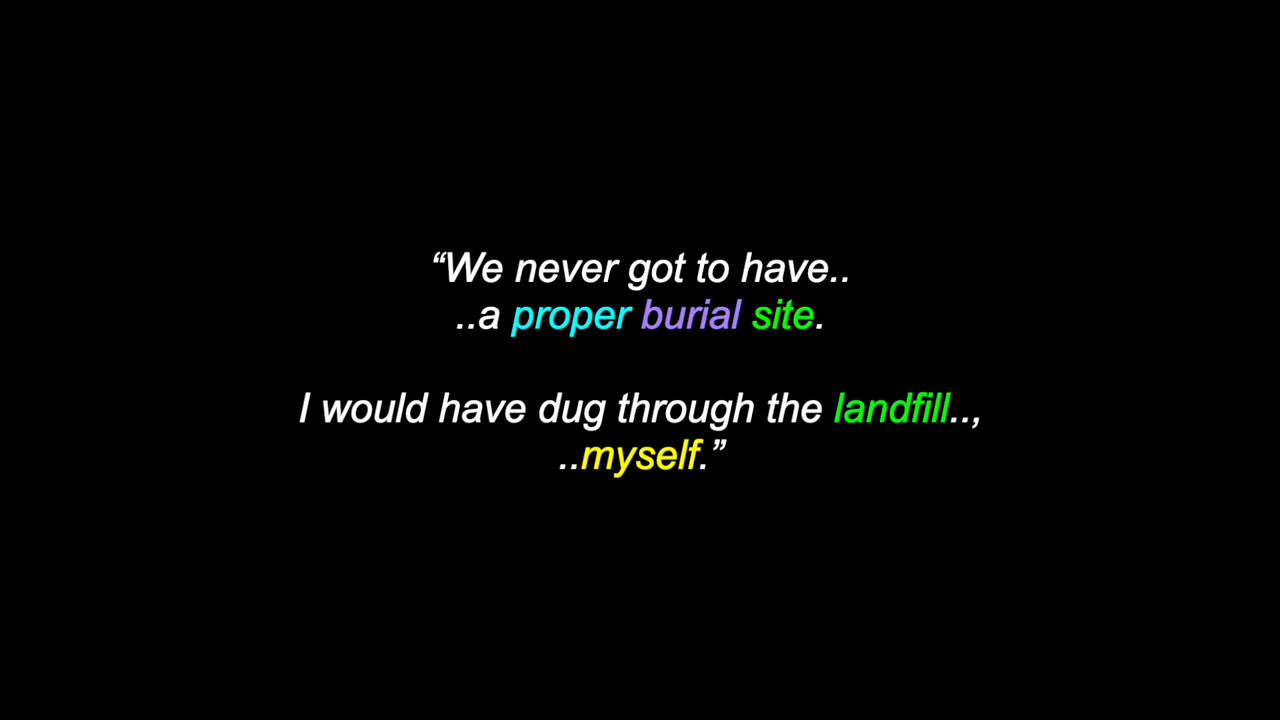 “We never got to have..
..a proper burial site.
I would have dug through the landfill..,
..myself.”